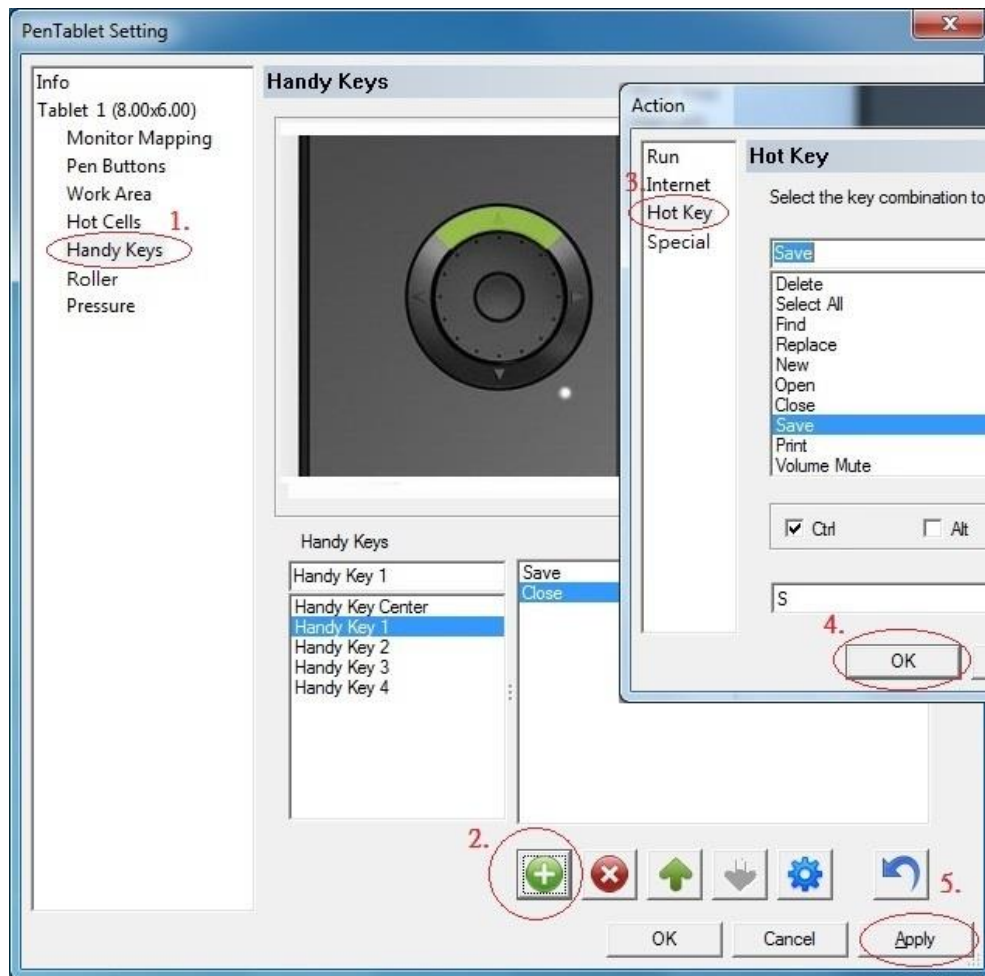 PenTablet Setting
Info
Tablet 1 (8.00x6.00)
Monitor Mapping
Pen Buttons
Work Area
Hot Cells
1.
Handy Keys
Roller
Pressure
Handy Keys
Action
Run
3.
Internet
Hot Key
Special
Hot Key
Select the key combination to
Save
Delete
Select All
Find
Replace
New
Open
Close
Save
Print
Volume Mute
Ctrl
Alt
S
4.
OK
Handy Keys
Handy Key 1
Handy Key Center
Handy Key 1
Handy Key 2
Handy Key 3
Handy Key 4
Save
Close
2.
5.
OK
Cancel
Apply